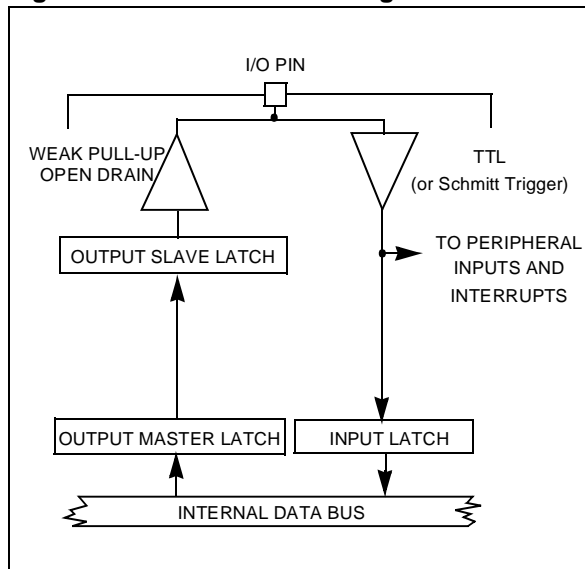 I/O PIN
WEAK PULL-UP
OPEN DRAIN
TTL
(or Schmitt Trigger)
OUTPUT SLAVE LATCH
TO PERIPHERAL
INPUTS AND
INTERRUPTS
OUTPUT MASTER LATCH
INPUT LATCH
INTERNAL DATA BUS